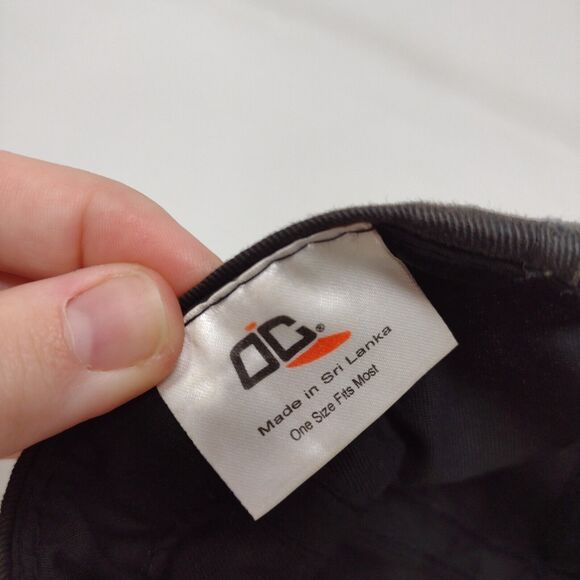 OC®
Made in Sri Lanka
One Size Fits Most